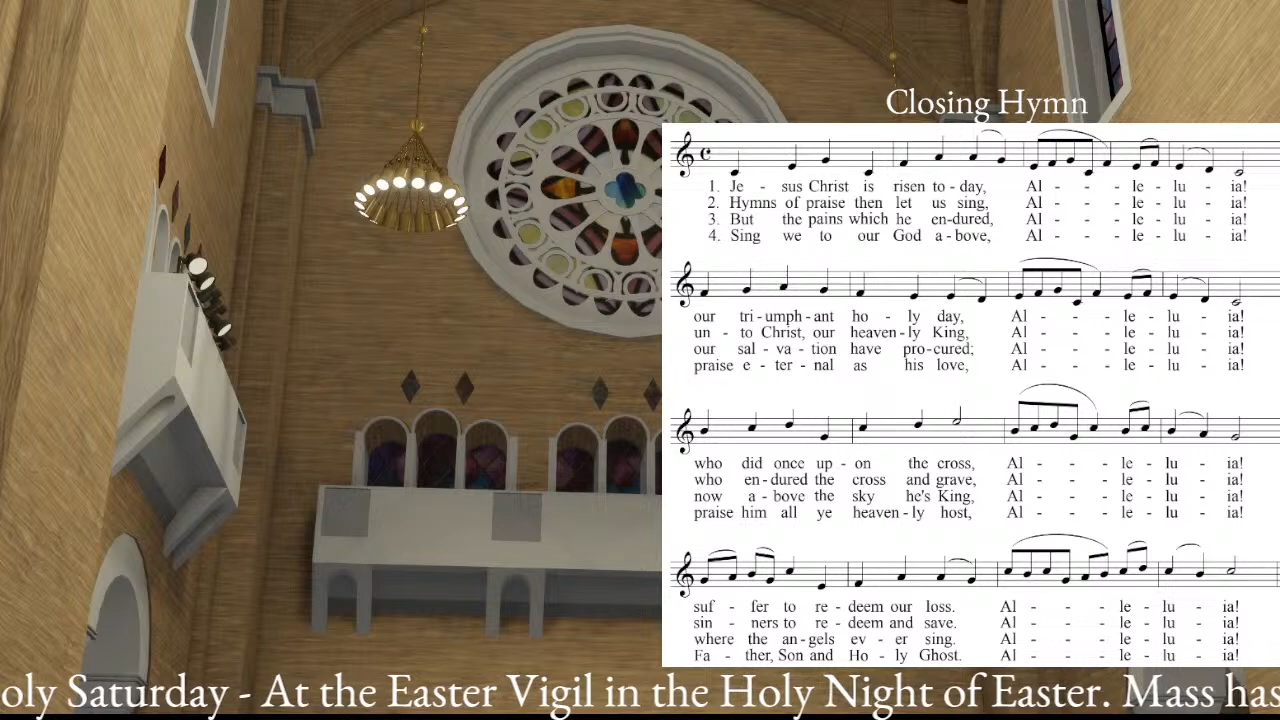 Closing Hymn
1. Je - sus Christ is risen to - day, Al - - - le - lu - ia!
2. Hymns of praise then let us sing, Al - - - le - lu - ia!
3. But the pains which he en-dured, Al - - - le - lu - ia!
4. Sing we to our God a - bove, Al - - - le - lu - ia!
our tri - umph - ant ho - ly day, Al - - - le - lu - ia!
un - to Christ, our heaven - ly King, Al - - - le - lu - ia!
our sal - va - tion have pro - cured; Al - - - le - lu - ia!
praise e - ter - nal as his love, Al - - - le - lu - ia!
who did once up - on the cross, Al - - - le - lu - ia!
who en - dured the cross and grave, Al - - - le - lu - ia!
now a - bove the sky he's King, Al - - - le - lu - ia!
praise him all ye heaven - ly host, Al - - - le - lu - ia!
suf - fer to re - deem our loss. Al - - - le - lu - ia!
sin - ners to re - deem and save. Al - - - le - lu - ia!
where the an - gels ev - er sing. Al - - - le - lu - ia!
Fa - ther, Son and Ho - ly Ghost. Al - - - le - lu - ia!
oly Saturday - At the Easter Vigil in the Holy Night of Easter. Mass has